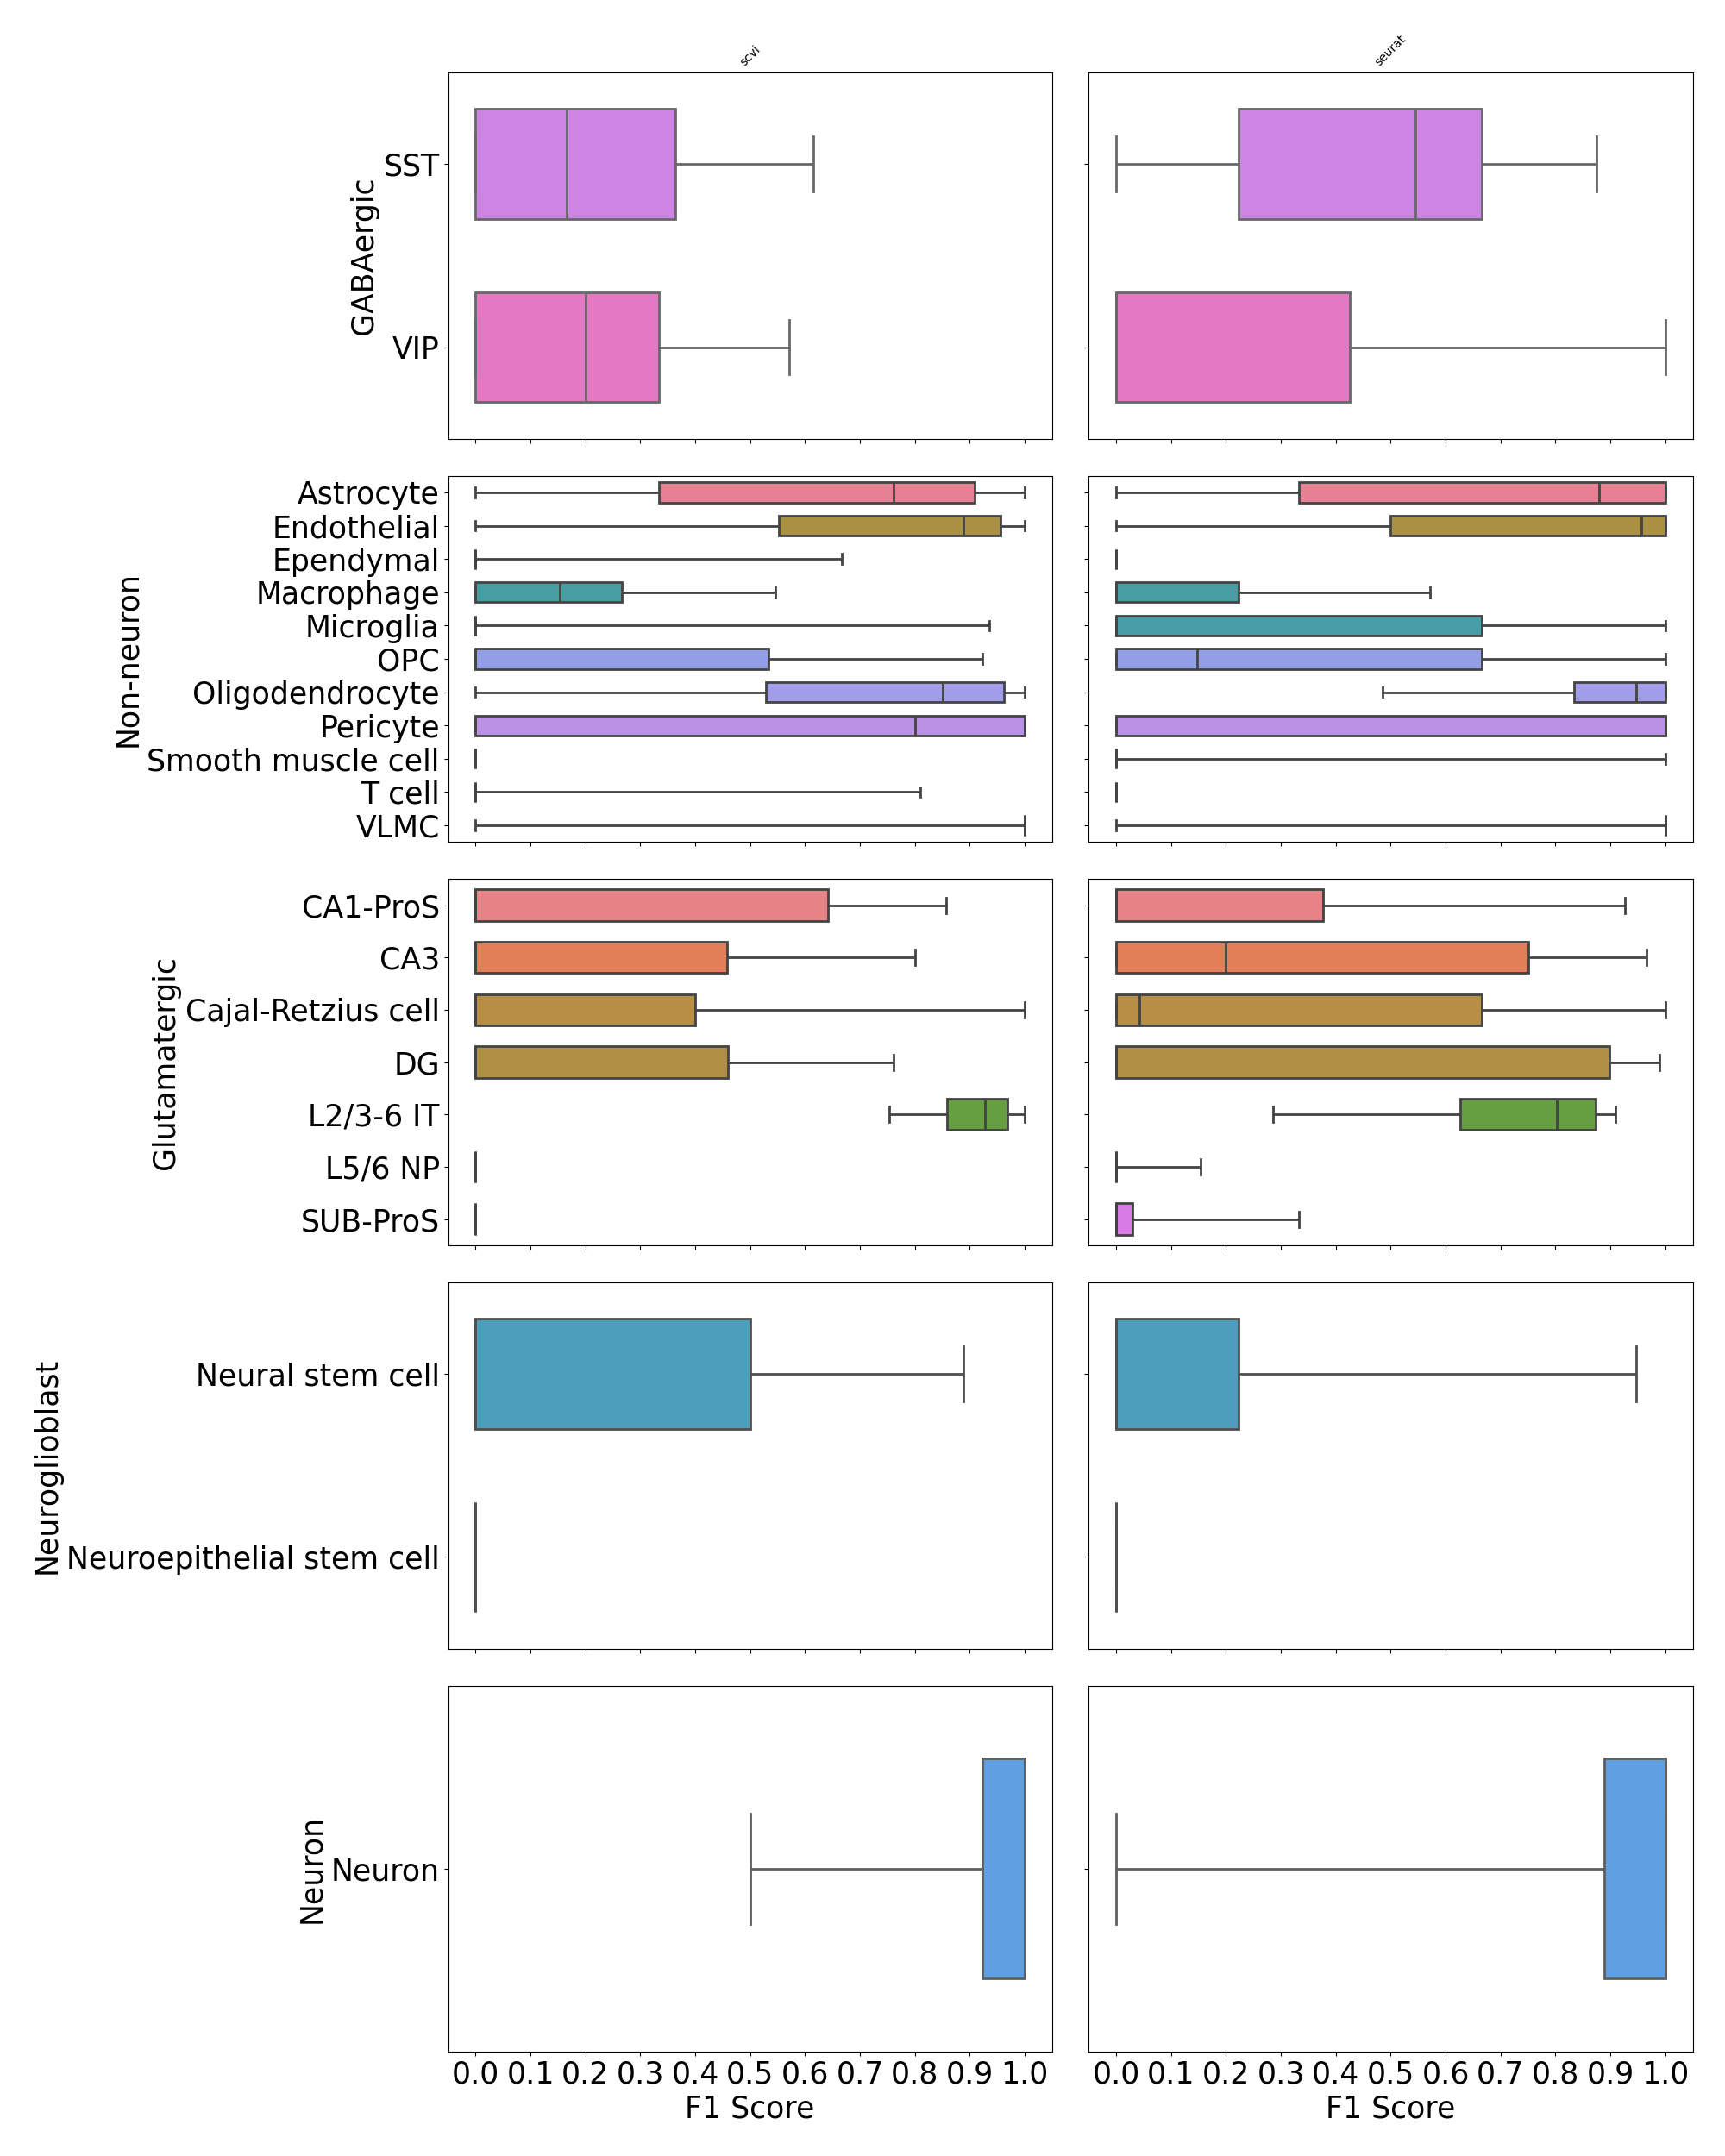 scvi
seurat
GABAergic
SST
VIP
Non-neuron
Astrocyte
Endothelial
Ependymal
Macrophage
Microglia
OPC
Oligodendrocyte
Pericyte
Smooth muscle cell
T cell
VLMC
Glutamatergic
CA1-ProS
CA3
Cajal-Retzius cell
DG
L2/3-6 IT
L5/6 NP
SUB-ProS
Neuroglioblast
Neural stem cell
Neuroepithelial stem cell
Neuron
Neuron
0.0 0.1 0.2 0.3 0.4 0.5 0.6 0.7 0.8 0.9 1.0
F1 Score
0.0 0.1 0.2 0.3 0.4 0.5 0.6 0.7 0.8 0.9 1.0
F1 Score